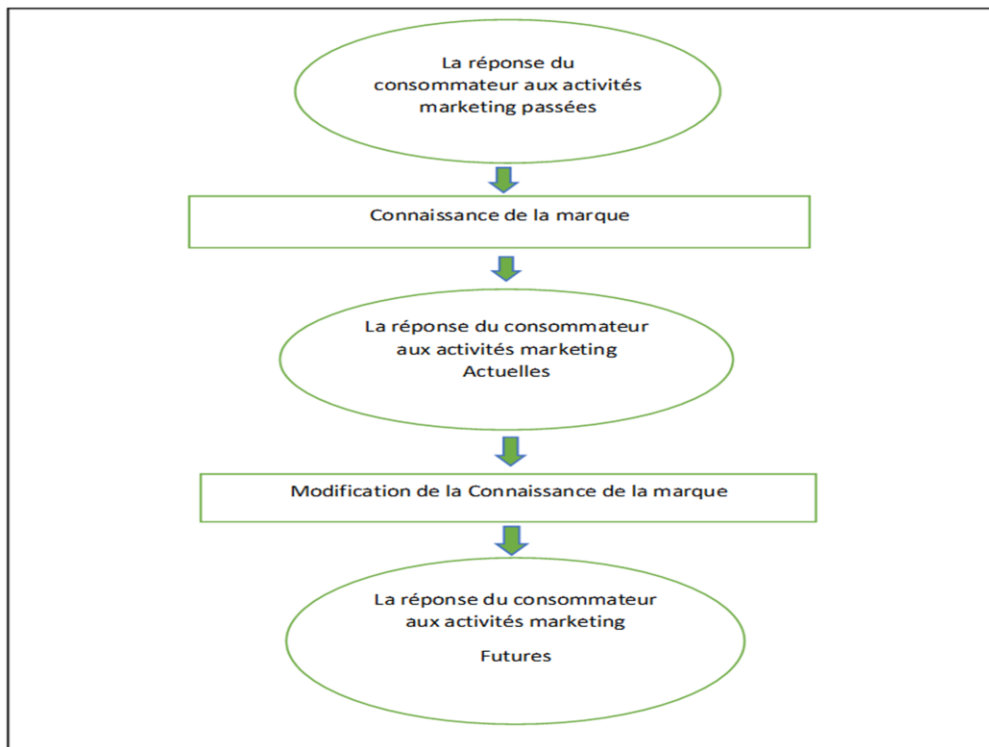 La réponse du
consommateur aux activités
marketing passées
Connaissance de la marque
La réponse du consommateur
aux activités marketing
Actuelles
Modification de la Connaissance de la marque
La réponse du consommateur
aux activités marketing
Futures